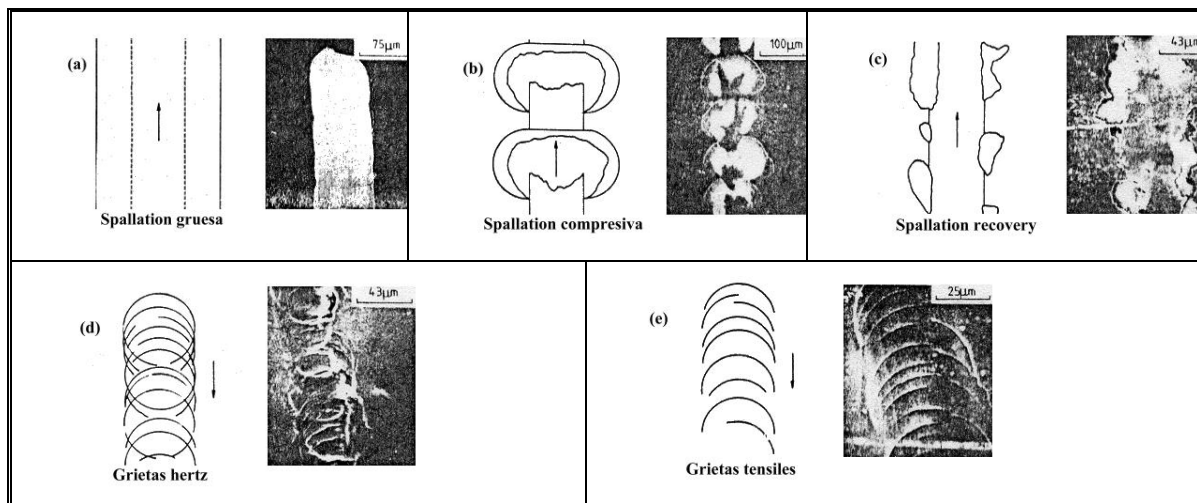 (a)
75µm
Spallation gruesa
(b)
100µm
Spallation compresiva
(c)
43µm
Spallation recovery
(d)
43µm
Grietas hertz
(e)
25µm
Grietas tensiles